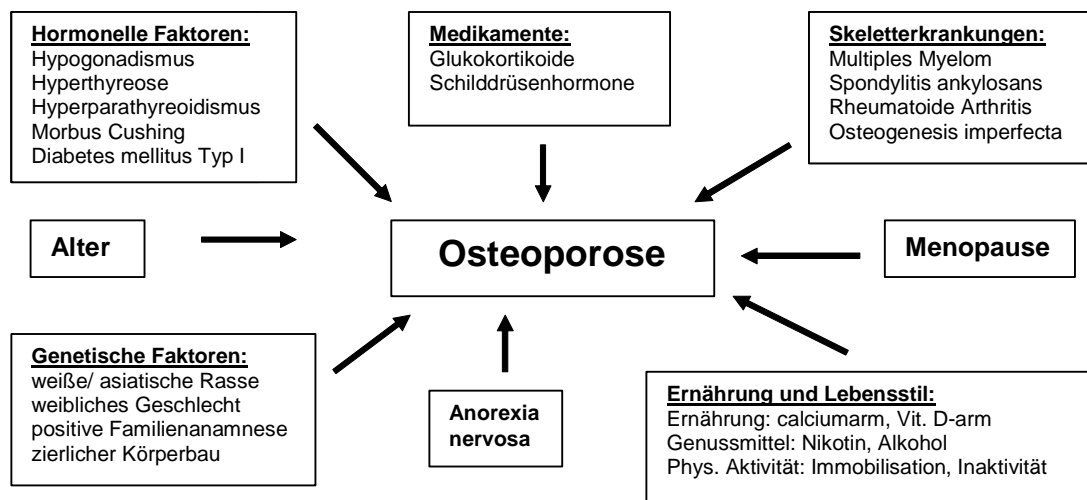 Hormonelle Faktoren:
Hypogonadismus
Hyperthyreose
Hyperparathyreoidismus
Morbus Cushing
Diabetes mellitus Typ I
Medikamente:
Glukokortikoide
Schilddrüsenhormone
Skeletterkrankungen:
Multiples Myelom
Spondylitis ankylosans
Rheumatoide Arthritis
Osteogenesis imperfecta
Alter
Osteoporose
Menopause
Genetische Faktoren:
weiße/ asiatische Rasse
weibliches Geschlecht
positive Familienanamnese
zierlicher Körperbau
Anorexia
nervosa
Ernährung und Lebensstil:
Ernährung: calciumarm, Vit. D-arm
Genussmittel: Nikotin, Alkohol
Phys. Aktivität: Immobilisation, Inaktivität